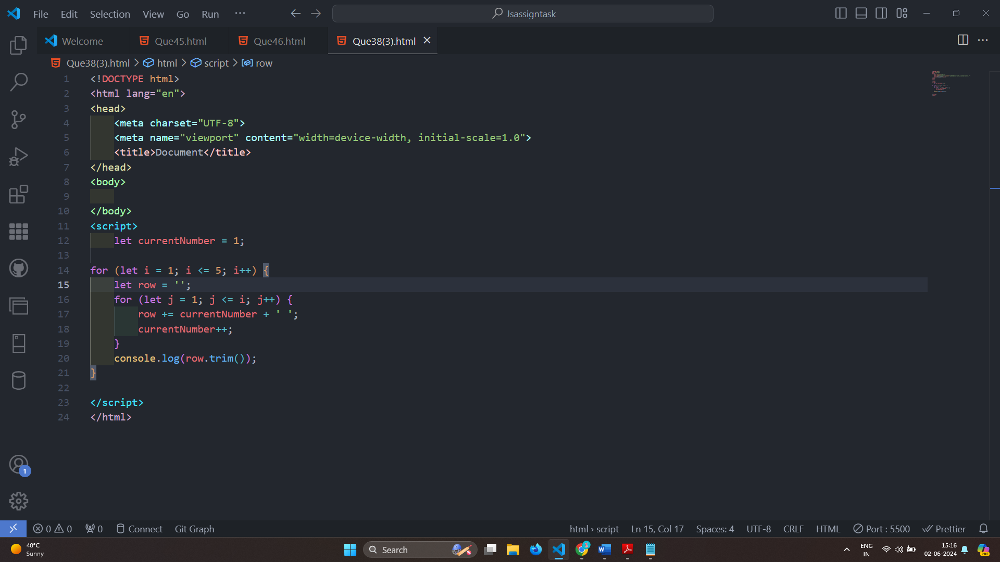 File Edit Selection View Go Run ··· Jsassigntask
Welcome Que45.html Que46.html Que38(3).html
Que38(3).html > html > script > row
1 <!DOCTYPE html>
2 <html lang="en">
3 <head>
4 <meta charset="UTF-8">
5 <meta name="viewport" content="width=device-width, initial-scale=1.0">
6 <title>Document</title>
7 </head>
8 <body>
9
10 </body>
11 <script>
12 let currentNumber = 1;
13
14 for (let i = 1; i <= 5; i++) {
15 let row = '';
16 for (let j = 1; j <= i; j++) {
17 row += currentNumber + ' ';
18 currentNumber++;
19 }
20 console.log(row.trim());
21 }
22
23 </script>
24 </html>
1
0 0 0 Connect Git Graph html › script Ln 15, Col 17 Spaces: 4 UTF-8 CRLF HTML Port : 5500 Prettier
40°C
Sunny
Search
ENG
IN
15:16
02-06-2024